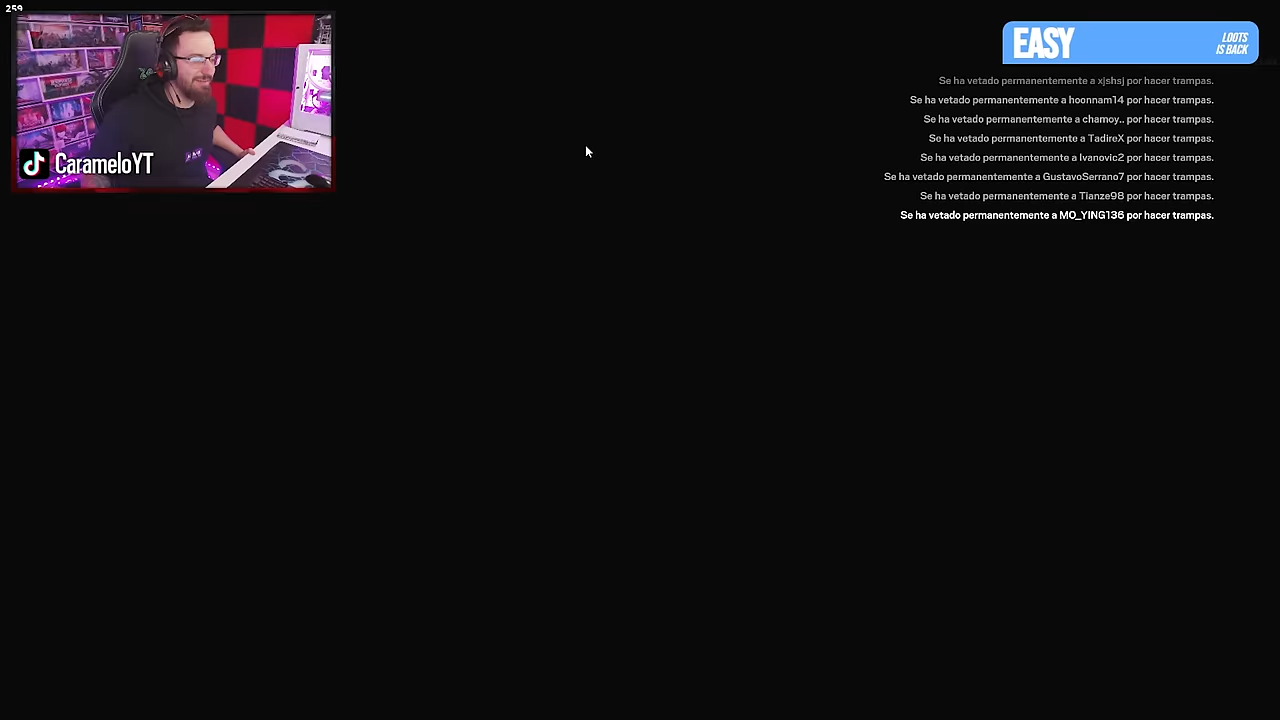 259
CarameloYT
EASY
LOOTS
IS BACK
Se ha vetado permanentemente a xjshsj por hacer trampas.
Se ha vetado permanentemente a hoonnam14 por hacer trampas.
Se ha vetado permanentemente a chamoy.. por hacer trampas.
Se ha vetado permanentemente a TadireX por hacer trampas.
Se ha vetado permanentemente a Ivanovic2 por hacer trampas.
Se ha vetado permanentemente a GustavoSerrano7 por hacer trampas.
Se ha vetado permanentemente a Tianze98 por hacer trampas.
Se ha vetado permanentemente a MO_YING136 por hacer trampas.